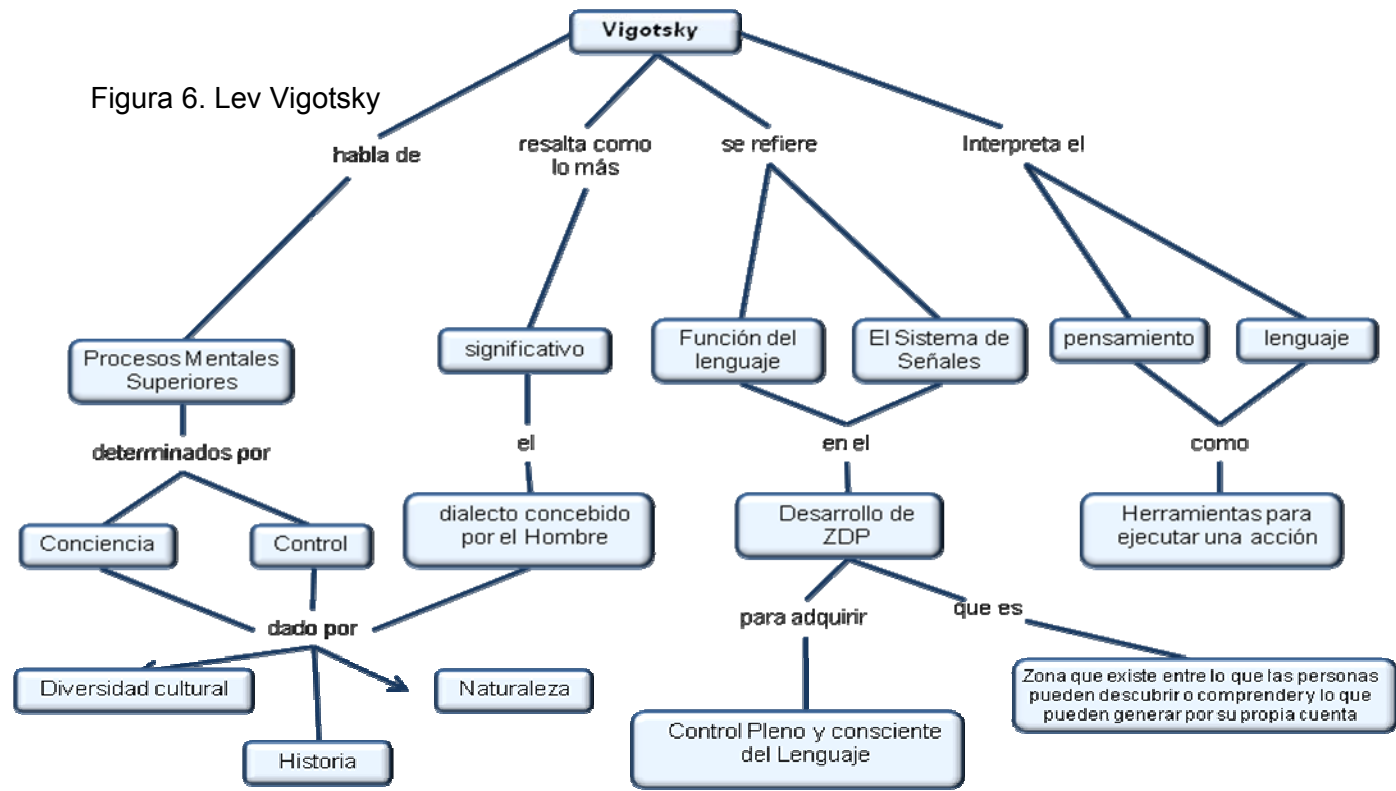 Vigotsky
Figura 6. Lev Vigotsky
habla de
resalta como
lo más
se refiere
Interpreta el
Procesos Mentales
Superiores
significativo
Función del
lenguaje
El Sistema de
Señales
pensamiento
lenguaje
determinados por
el
en el
como
Conciencia
Control
dialecto concebido
por el Hombre
Desarrollo de
ZDP
Herramientas para
ejecutar una acción
dado por
para adquirir
que es
Diversidad cultural
Naturaleza
Historia
Control Pleno y consciente
del Lenguaje
Zona que existe entre lo que las personas
pueden descubrir o comprender y lo que
pueden generar por su propia cuenta